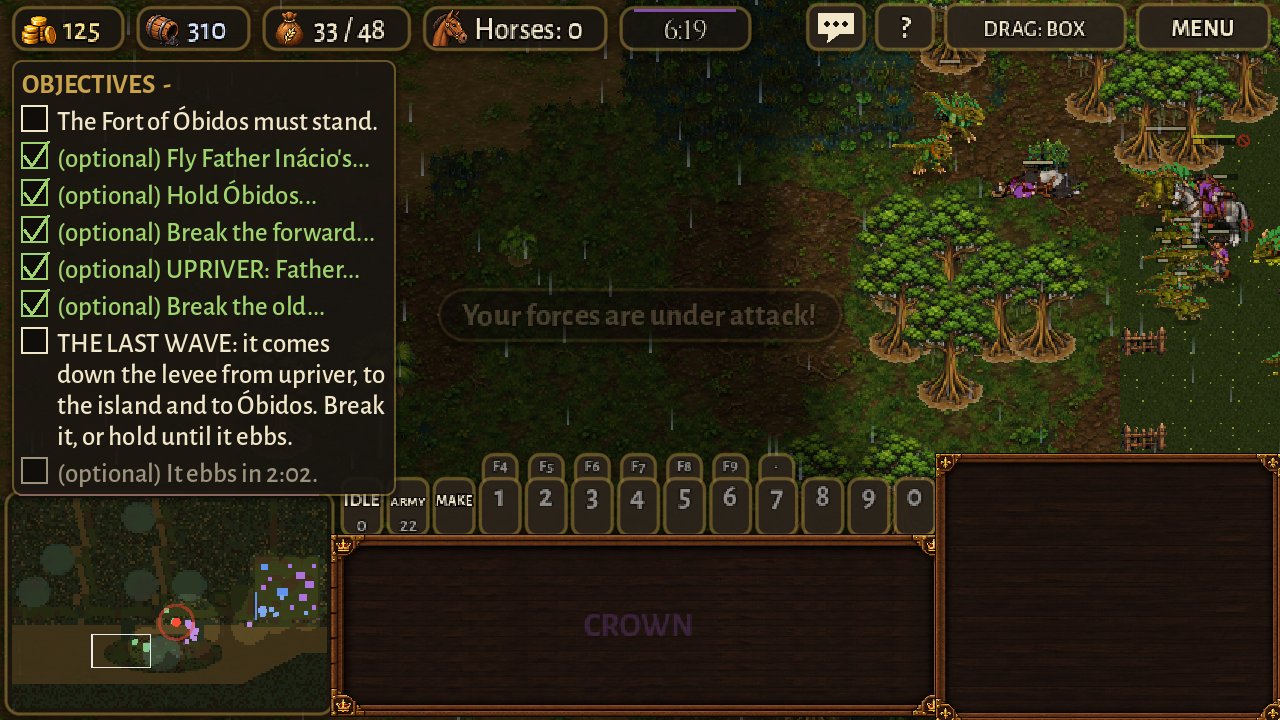 125
310
33 / 48
Horses: 0
6:19
?
DRAG: BOX
MENU
OBJECTIVES -
The Fort of Óbidos must stand.
(optional) Fly Father Inácio's...
(optional) Hold Óbidos...
(optional) Break the forward...
(optional) UPRIVER: Father...
(optional) Break the old...
THE LAST WAVE: it comes
down the levee from upriver, to
the island and to Óbidos. Break
it, or hold until it ebbs.
(optional) It ebbs in 2:02.
Your forces are under attack!
F4 F5 F6 F7 F8 F9 .
IDLE ARMY MAKE 1 2 3 4 5 6 7 8 9 0
0 22
CROWN